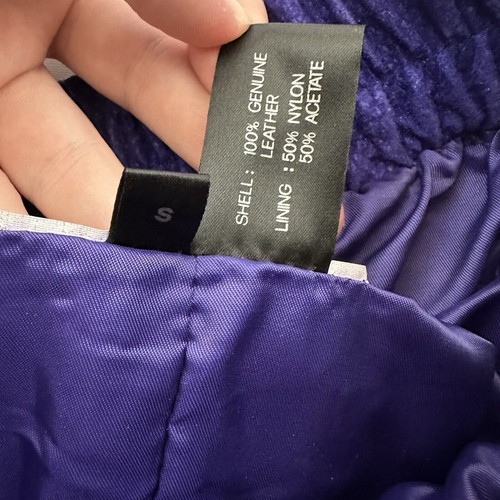 SHELL : 100% GENUINE
LEATHER
LINING : 50% NYLON
50% ACETATE
S